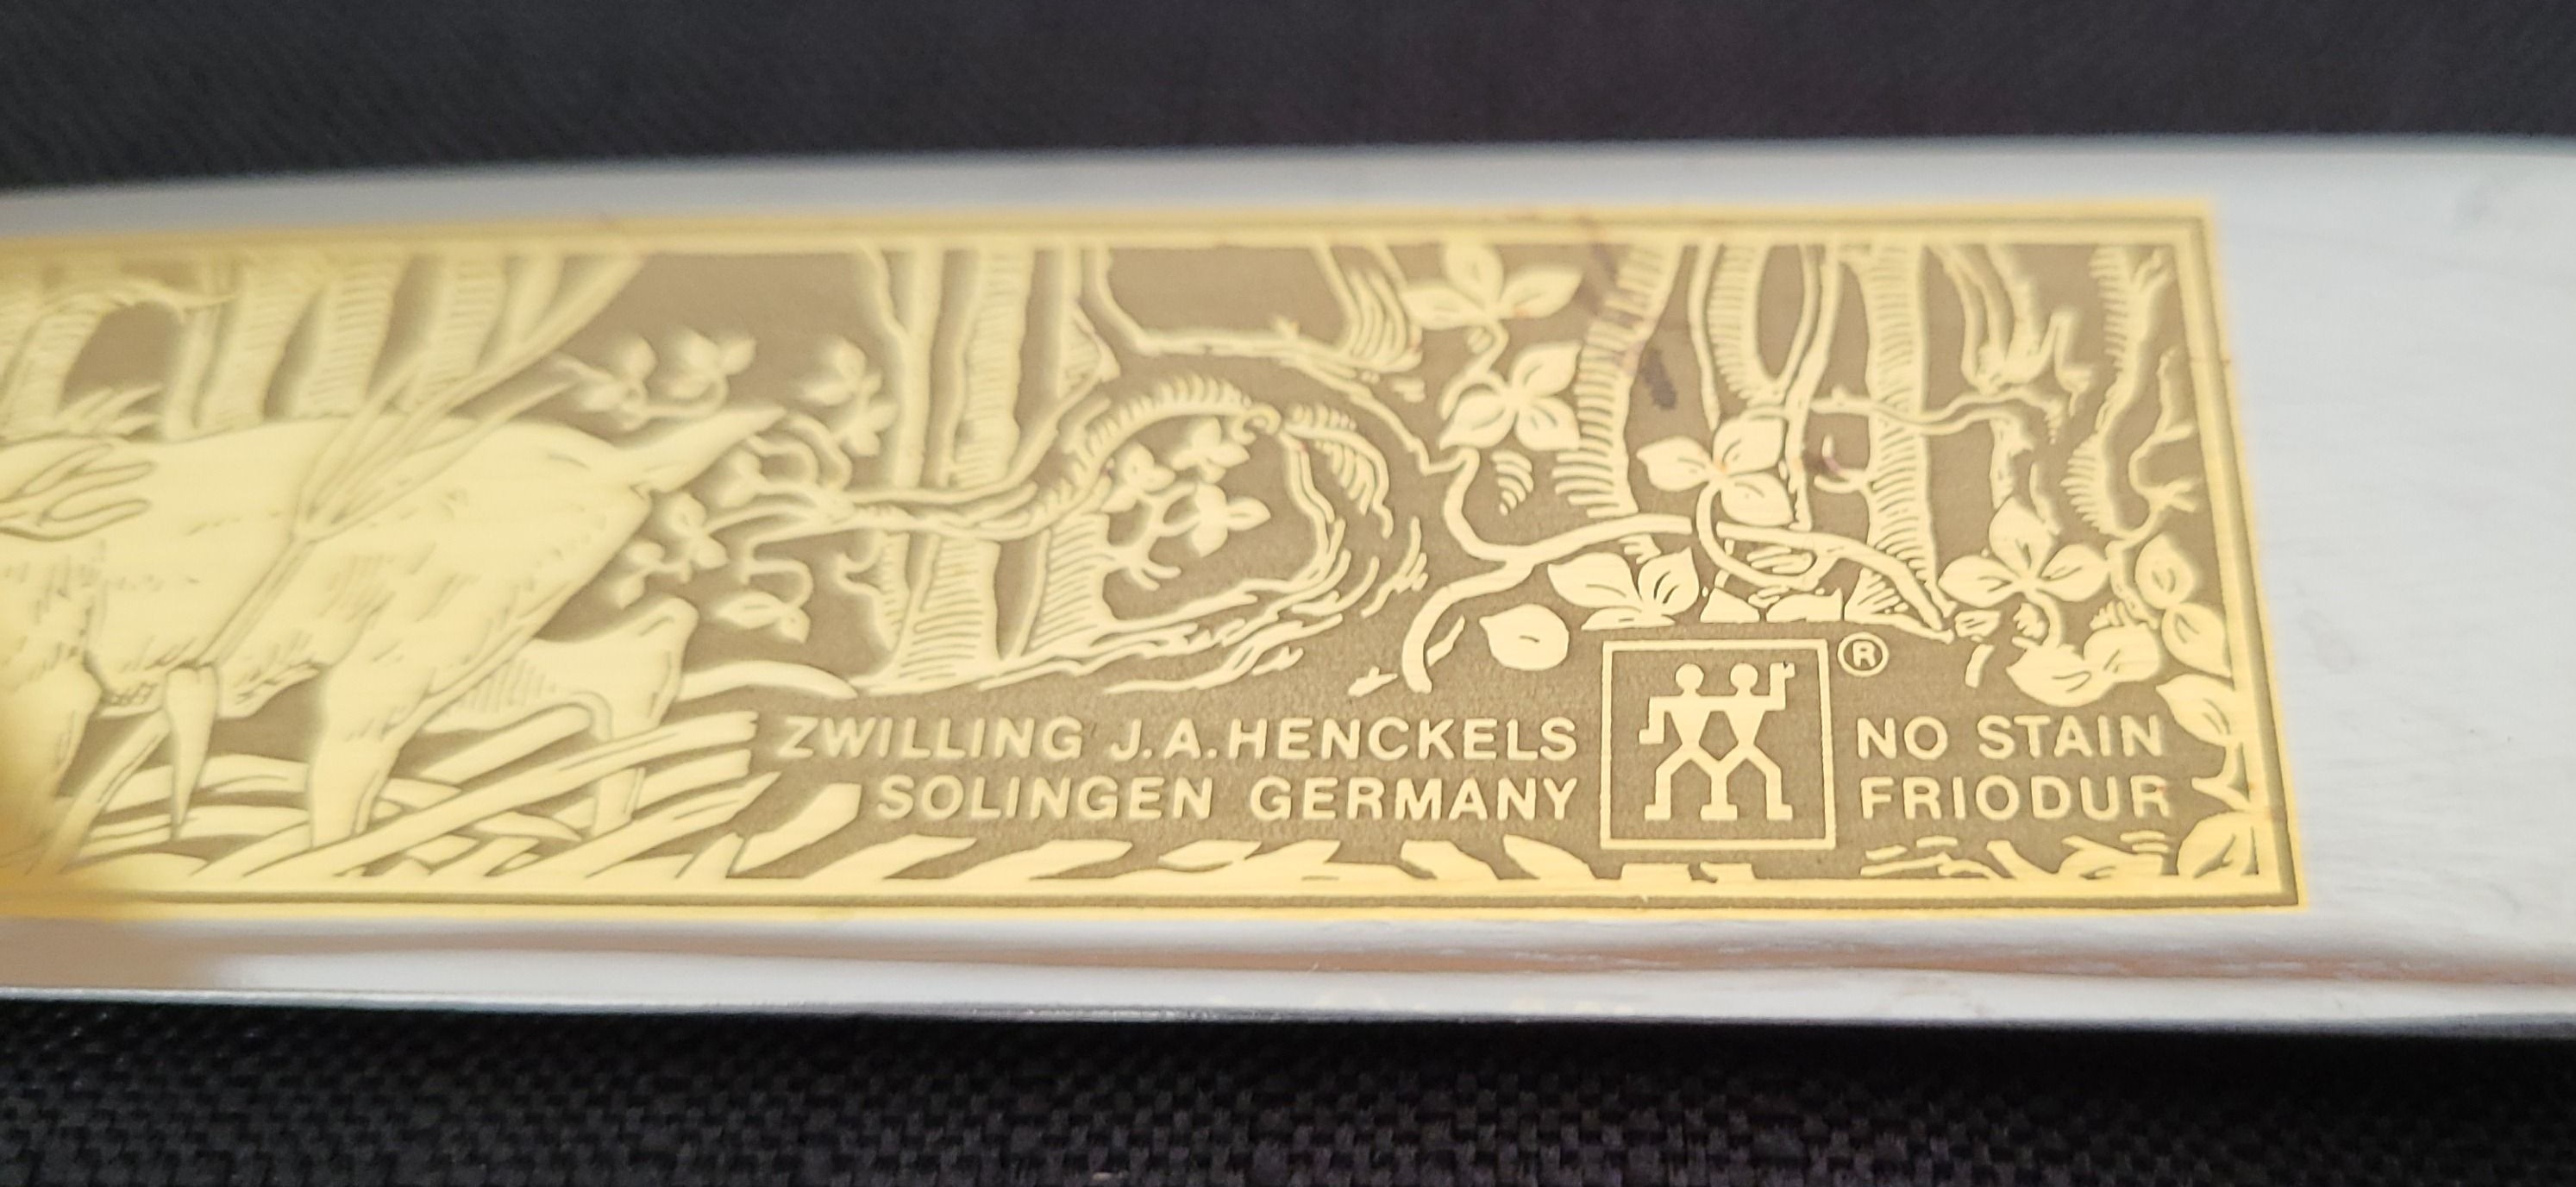 ZWILLING J.A.HENCKELS
SOLINGEN GERMANY
®
NO STAIN
FRIODUR